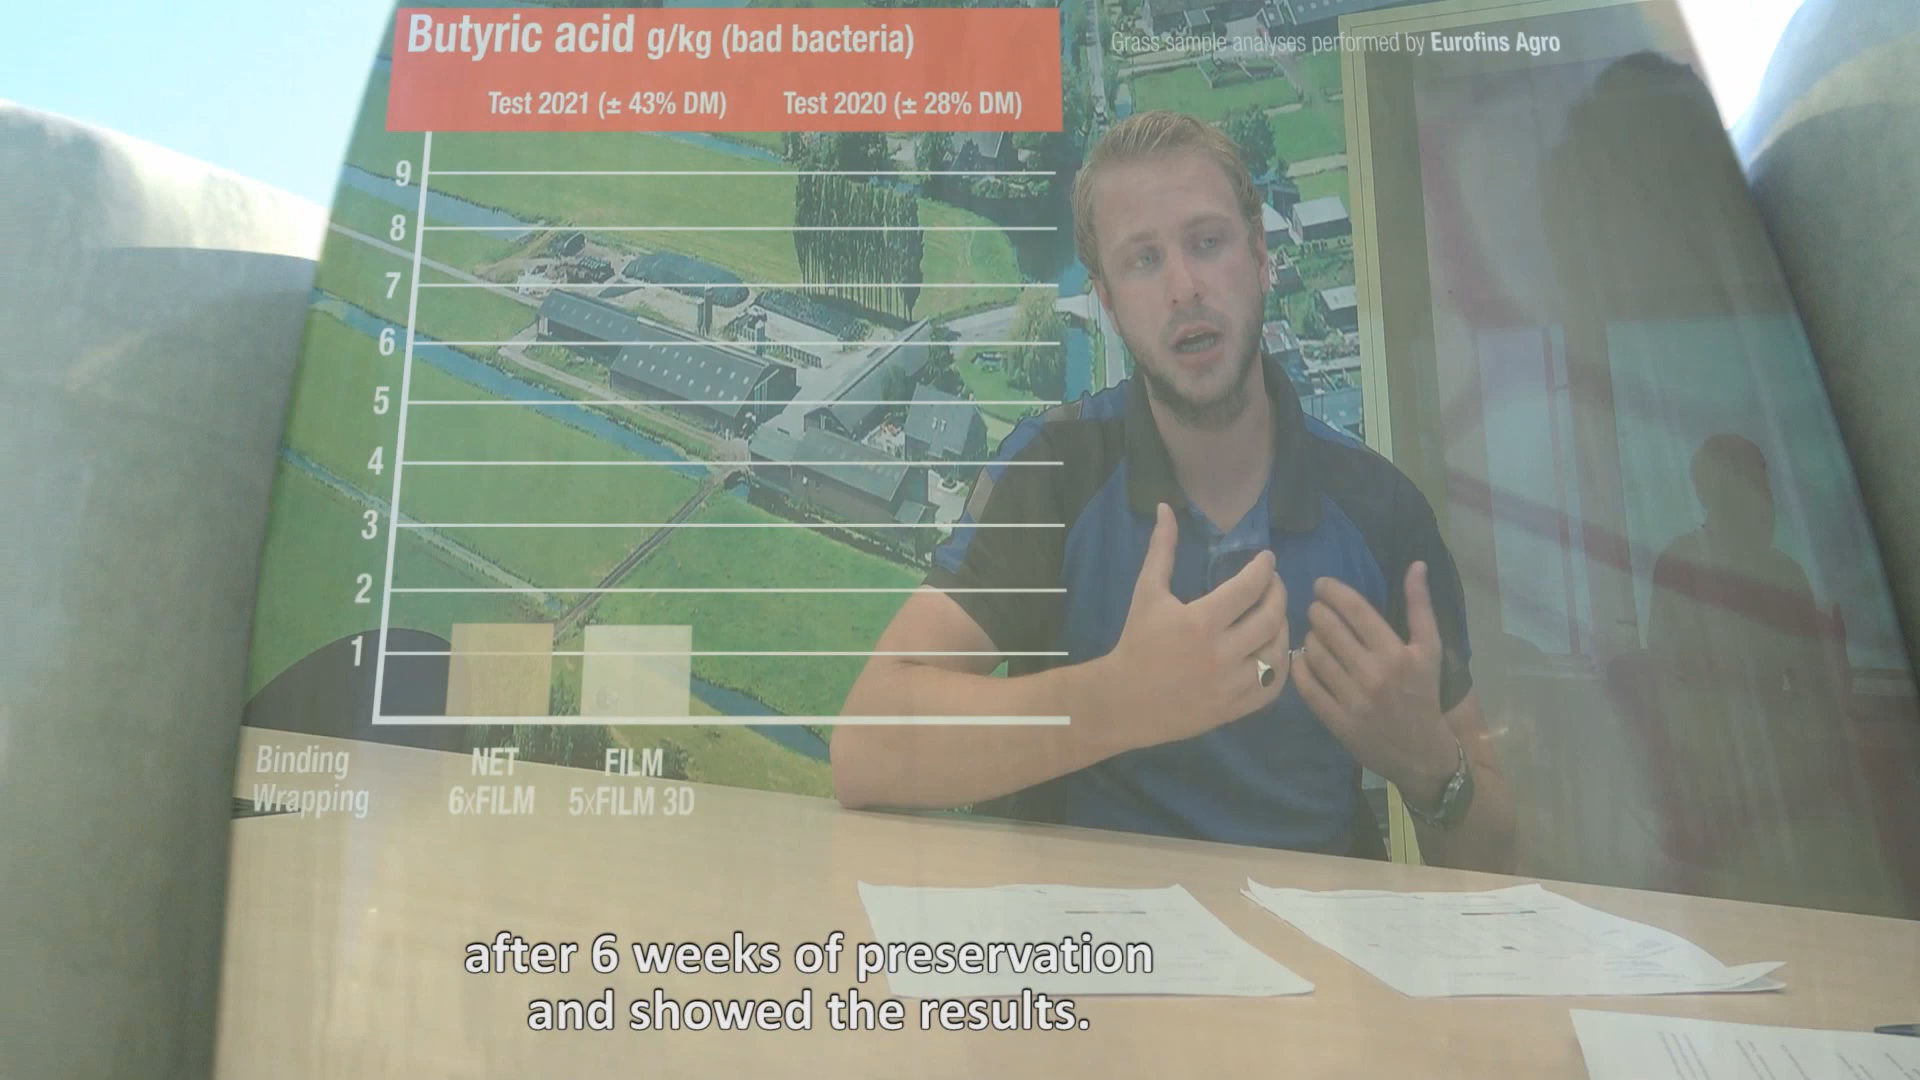 Butyric acid g/kg (bad bacteria)
Test 2021 (± 43% DM) Test 2020 (± 28% DM)
Grass sample analyses performed by Eurofins Agro
9
8
7
6
5
4
3
2
1
Binding NET FILM
Wrapping 6xFILM 5xFILM 3D
after 6 weeks of preservation
and showed the results.